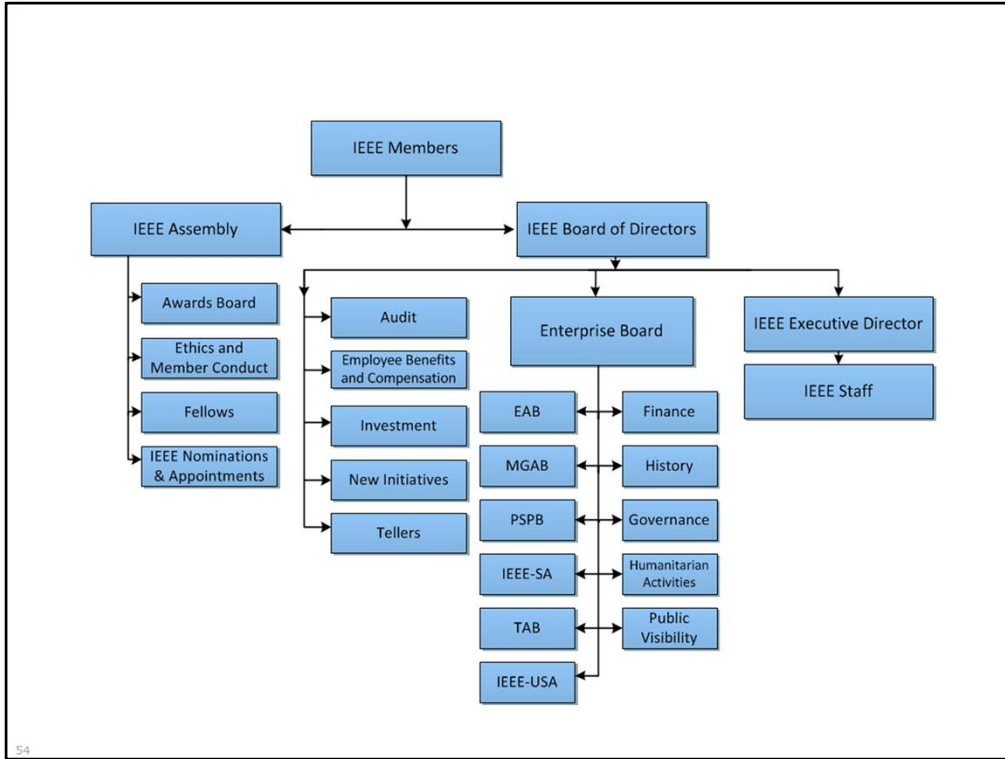 IEEE Members
IEEE Assembly
IEEE Board of Directors
Awards Board
Ethics and
Member Conduct
Fellows
IEEE Nominations
& Appointments
Audit
Employee Benefits
and Compensation
Investment
New Initiatives
Tellers
Enterprise Board
EAB
Finance
MGAB
History
PSPB
Governance
IEEE-SA
Humanitarian
Activities
TAB
Public
Visibility
IEEE-USA
IEEE Executive Director
IEEE Staff
54